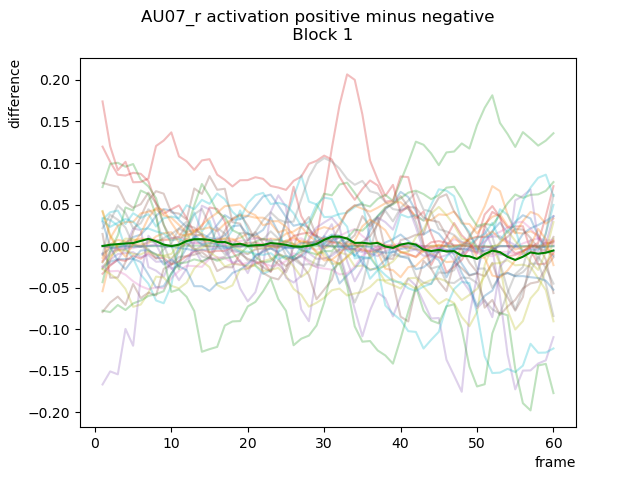 AU07_r activation positive minus negative
Block 1
difference
0.20
0.15
0.10
0.05
0.00
−0.05
−0.10
−0.15
−0.20
0 10 20 30 40 50 60
frame